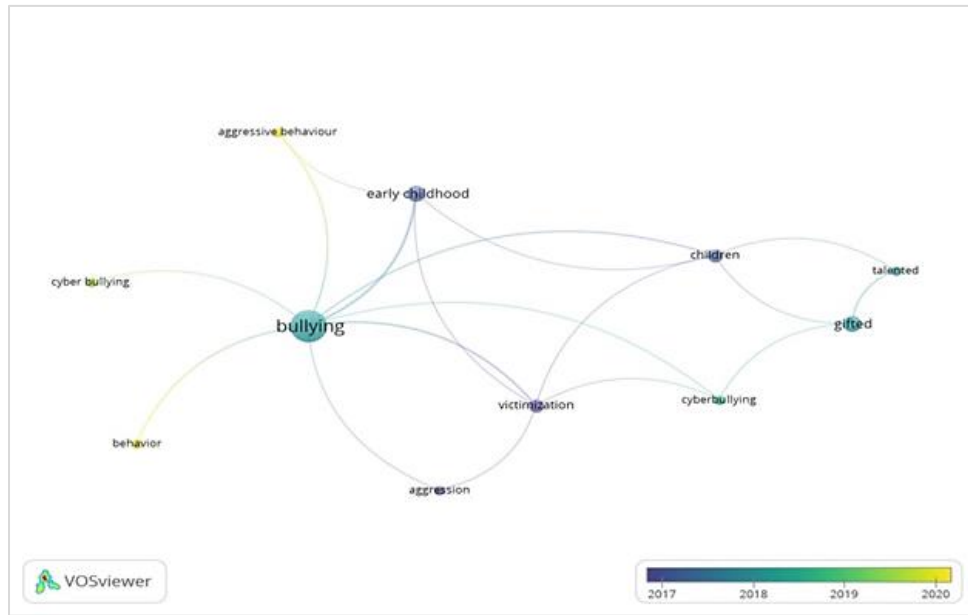 aggressive behaviour
early childhood
children
talented
cyber bullying
bullying
gifted
victimization
cyberbullying
behavior
aggression
VOSviewer
2017 2018 2019 2020